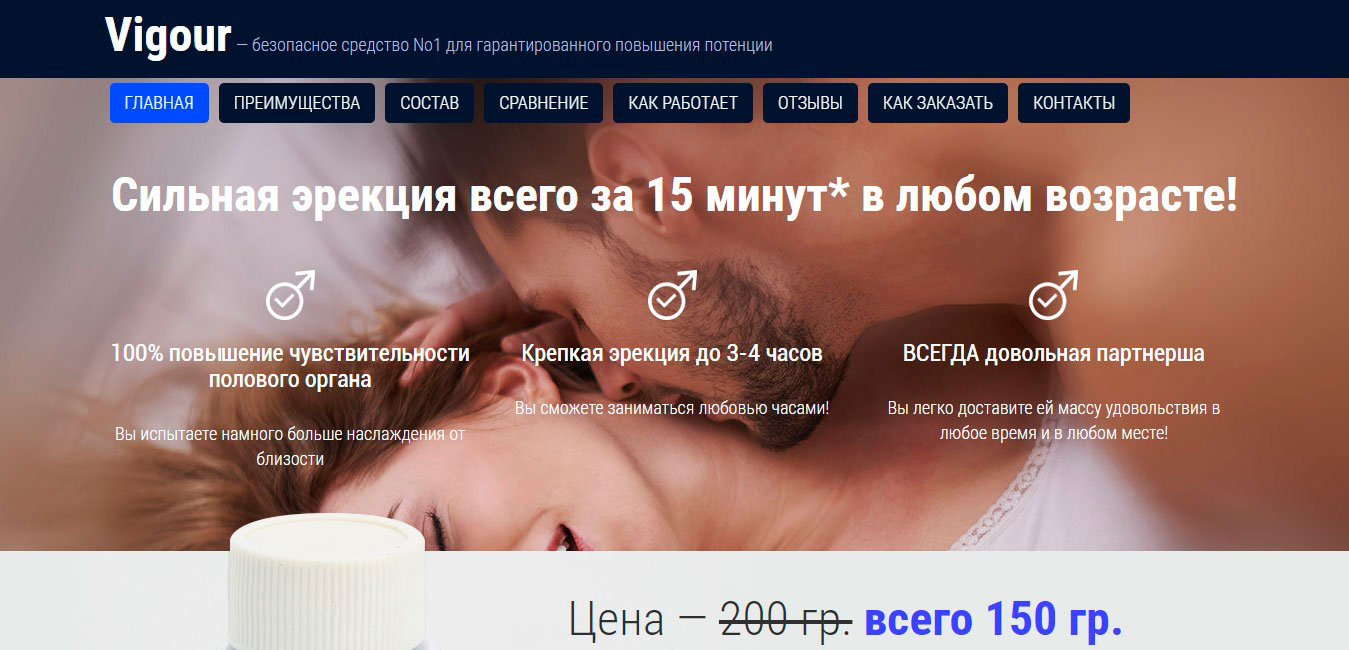 Vigour — безопасное средство No1 для гарантированного повышения потенции
ГЛАВНАЯ ПРЕИМУЩЕСТВА СОСТАВ СРАВНЕНИЕ КАК РАБОТАЕТ ОТЗЫВЫ КАК ЗАКАЗАТЬ КОНТАКТЫ
Сильная эрекция всего за 15 минут* в любом возрасте!
100% повышение чувствительности
полового органа
Вы испытаете намного больше наслаждения от
близости
Крепкая эрекция до 3-4 часов
Вы сможете заниматься любовью часами!
ВСЕГДА довольная партнерша
Вы легко доставите ей массу удовольствия в
любое время и в любом месте!
Цена — 200 гр. всего 150 гр.